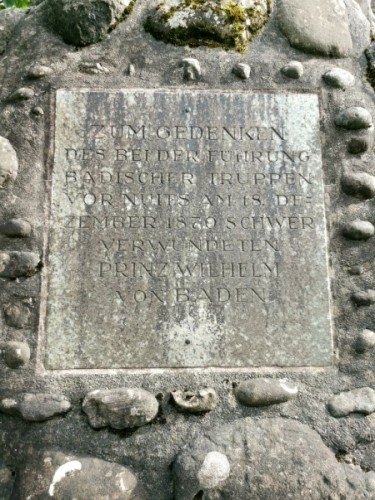 ZUM GEDENKEN
DES BEI DER FÜHRUNG
BADISCHER TRUPPEN
VOR NUITS AM 18. DE-
ZEMBER 1870 SCHWER
VERWUNDETEN
PRINZ WILHELM
VON BADEN